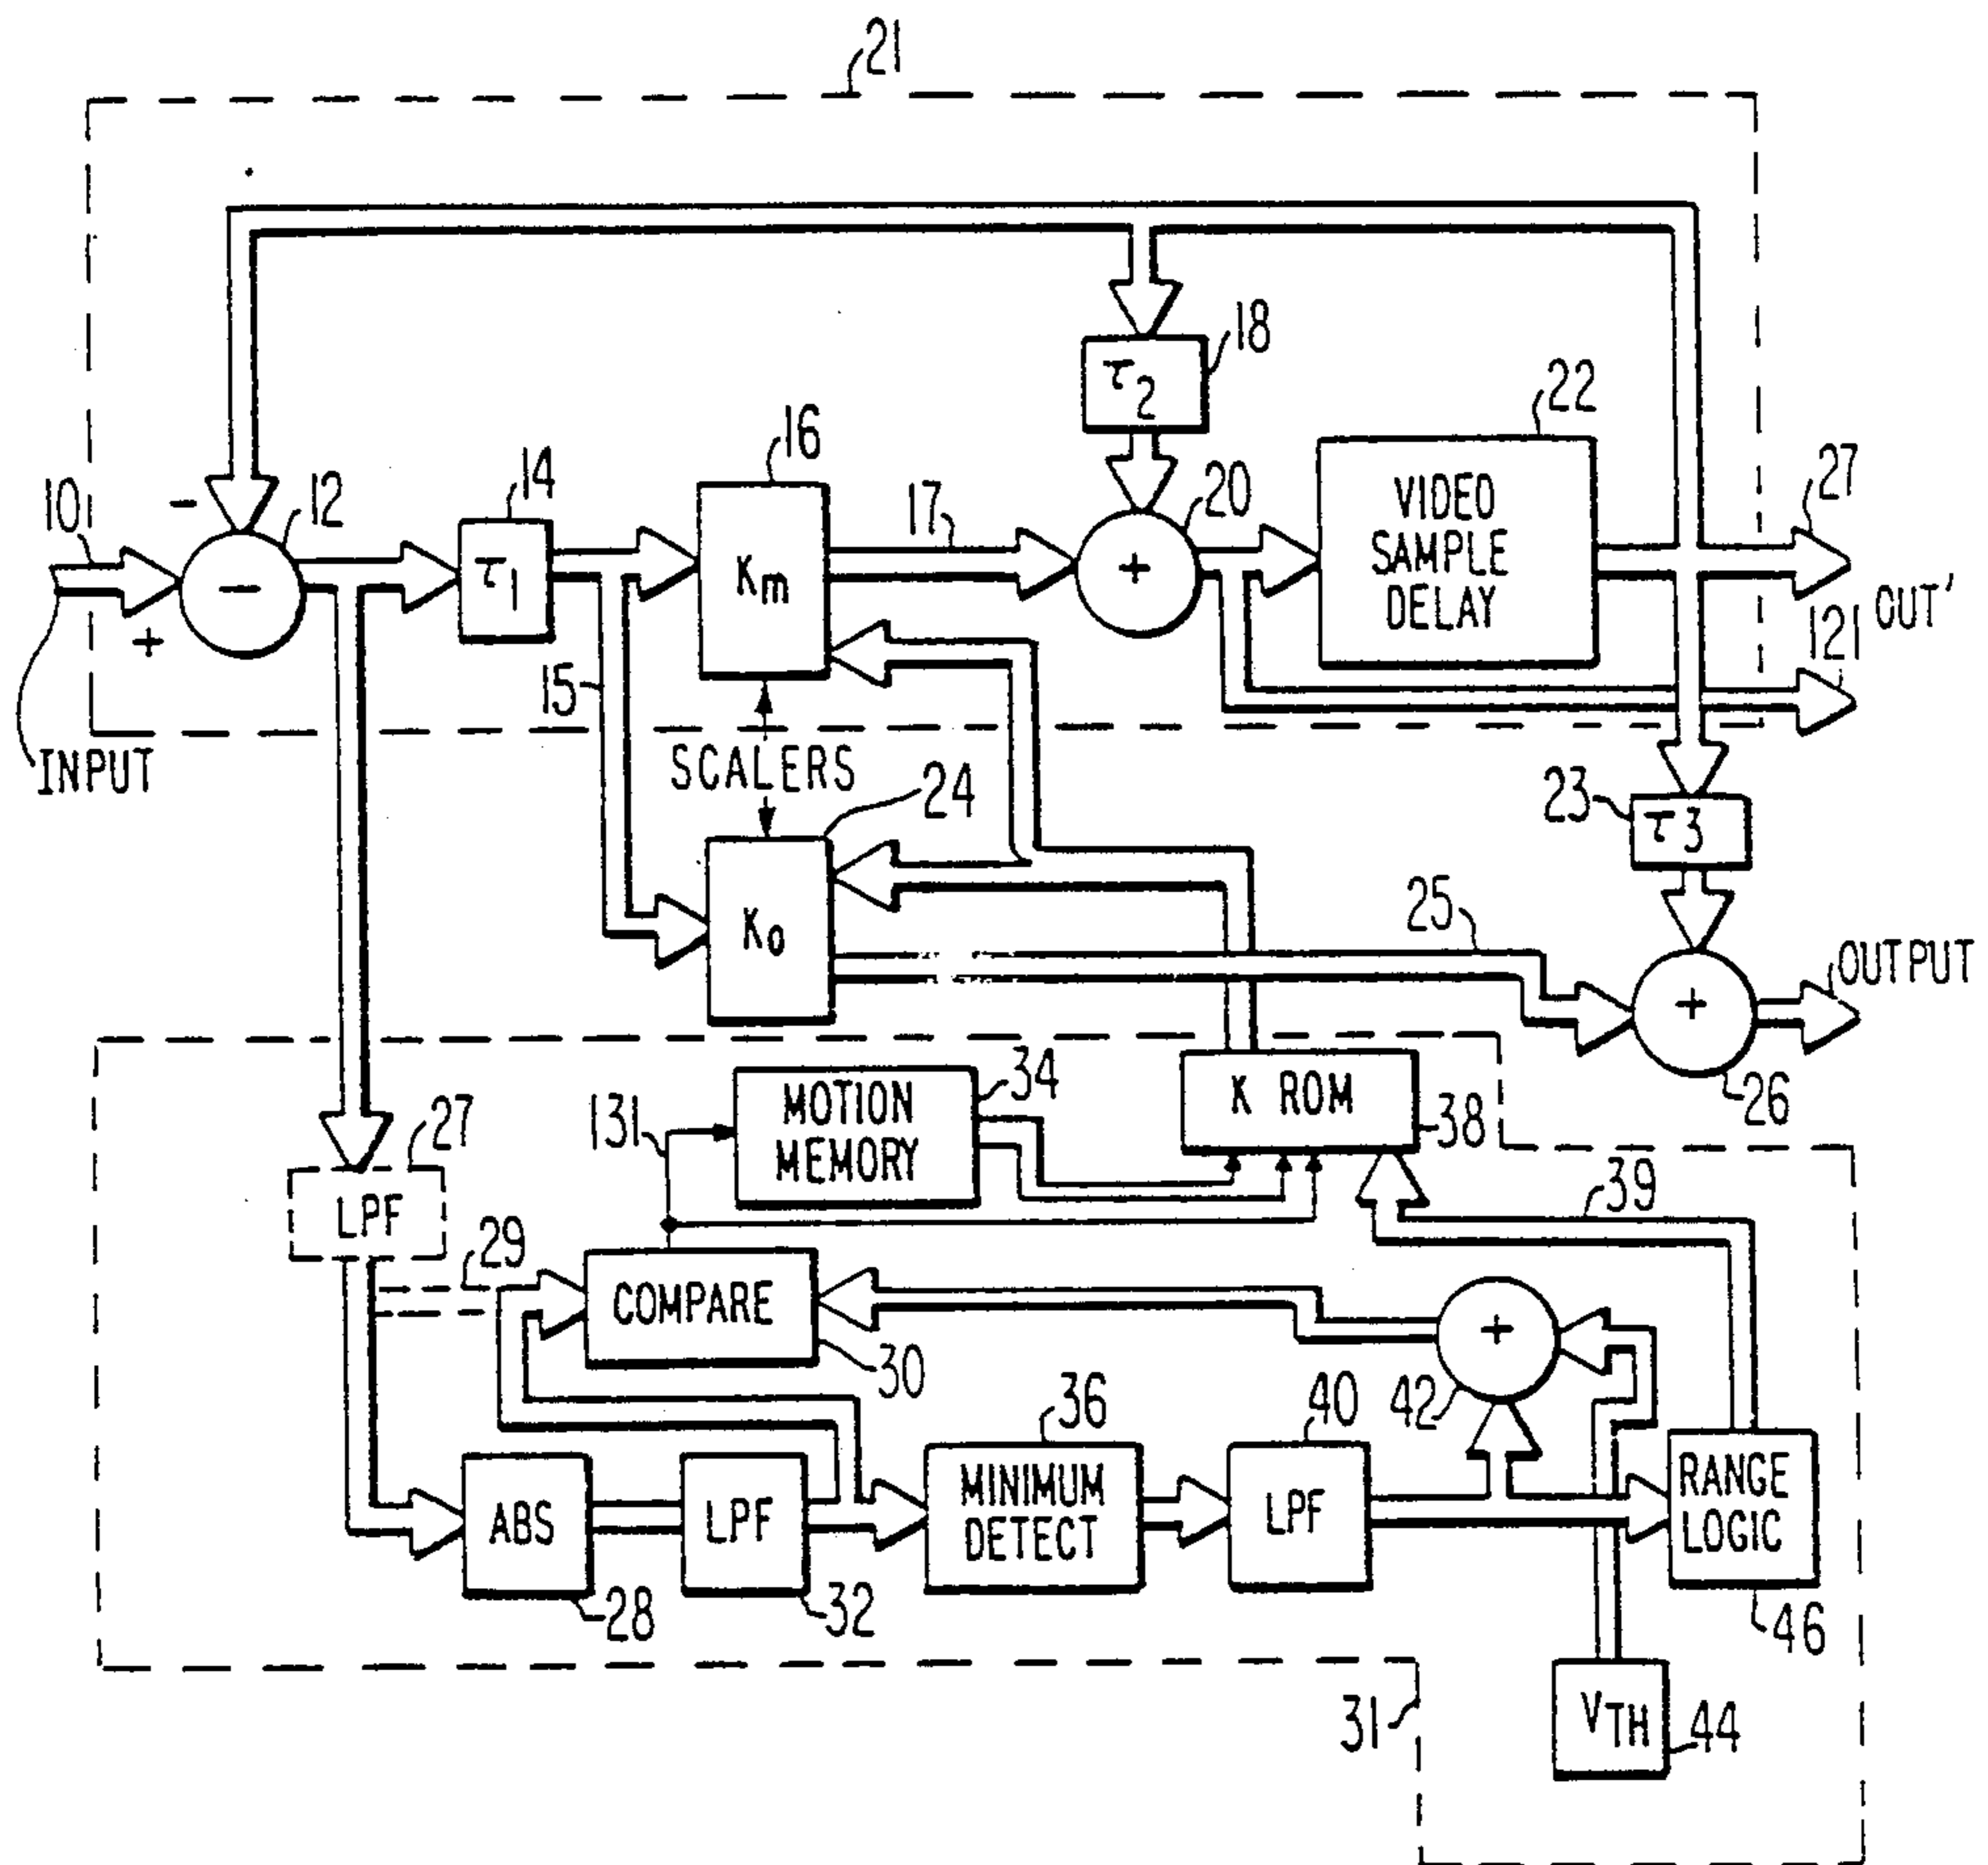 21
18
22
16
14
12
10
17
20
27
τ2
VIDEO
SAMPLE
DELAY
-
-
+
τ1
Km
+
OUT'
121
15
INPUT
SCALERS
24
23
τ3
Ko
25
OUTPUT
+
26
K ROM
38
34
MOTION
MEMORY
131
27
LPF
29
39
COMPARE
30
+
42
36
40
ABS
28
LPF
32
MINIMUM
DETECT
LPF
RANGE
LOGIC
46
31
VTH
44